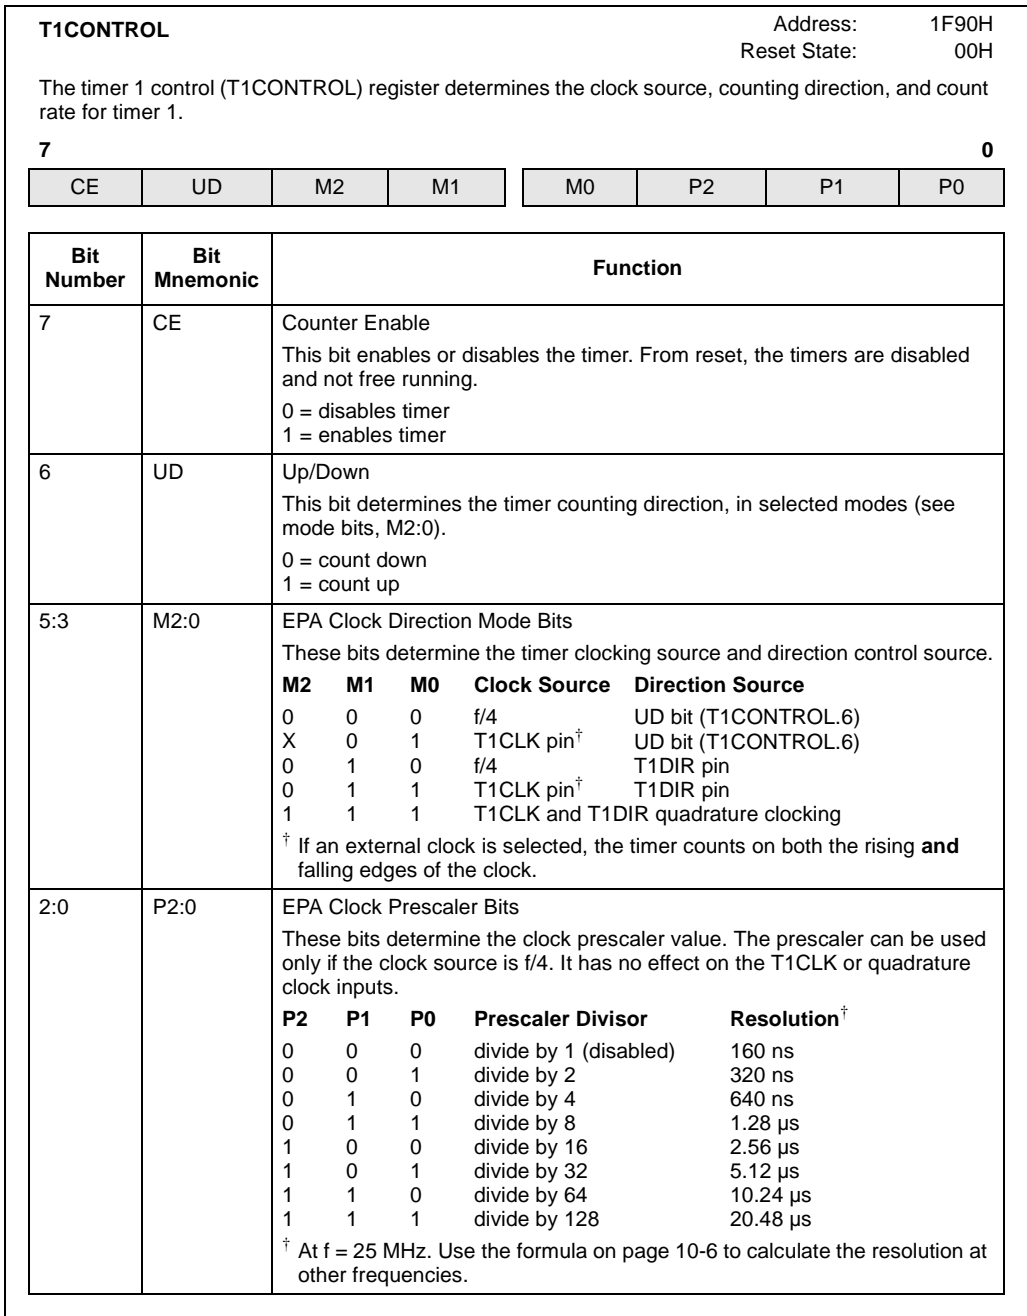 T1CONTROL Address: 1F90H
Reset State: 00H
The timer 1 control (T1CONTROL) register determines the clock source, counting direction, and count
rate for timer 1.
7 0
CE UD M2 M1 M0 P2 P1 P0
Bit Number Bit Mnemonic Function
7 CE Counter Enable
This bit enables or disables the timer. From reset, the timers are disabled
and not free running.
0 = disables timer
1 = enables timer
6 UD Up/Down
This bit determines the timer counting direction, in selected modes (see
mode bits, M2:0).
0 = count down
1 = count up
5:3 M2:0 EPA Clock Direction Mode Bits
These bits determine the timer clocking source and direction control source.
M2 M1 M0 Clock Source Direction Source
0 0 0 f/4 UD bit (T1CONTROL.6)
X 0 1 T1CLK pin† UD bit (T1CONTROL.6)
0 1 0 f/4 T1DIR pin
0 1 1 T1CLK pin† T1DIR pin
1 1 1 T1CLK and T1DIR quadrature clocking
† If an external clock is selected, the timer counts on both the rising and
falling edges of the clock.
2:0 P2:0 EPA Clock Prescaler Bits
These bits determine the clock prescaler value. The prescaler can be used
only if the clock source is f/4. It has no effect on the T1CLK or quadrature
clock inputs.
P2 P1 P0 Prescaler Divisor Resolution†
0 0 0 divide by 1 (disabled) 160 ns
0 0 1 divide by 2 320 ns
0 1 0 divide by 4 640 ns
0 1 1 divide by 8 1.28 µs
1 0 0 divide by 16 2.56 µs
1 0 1 divide by 32 5.12 µs
1 1 0 divide by 64 10.24 µs
1 1 1 divide by 128 20.48 µs
† At f = 25 MHz. Use the formula on page 10-6 to calculate the resolution at
other frequencies.